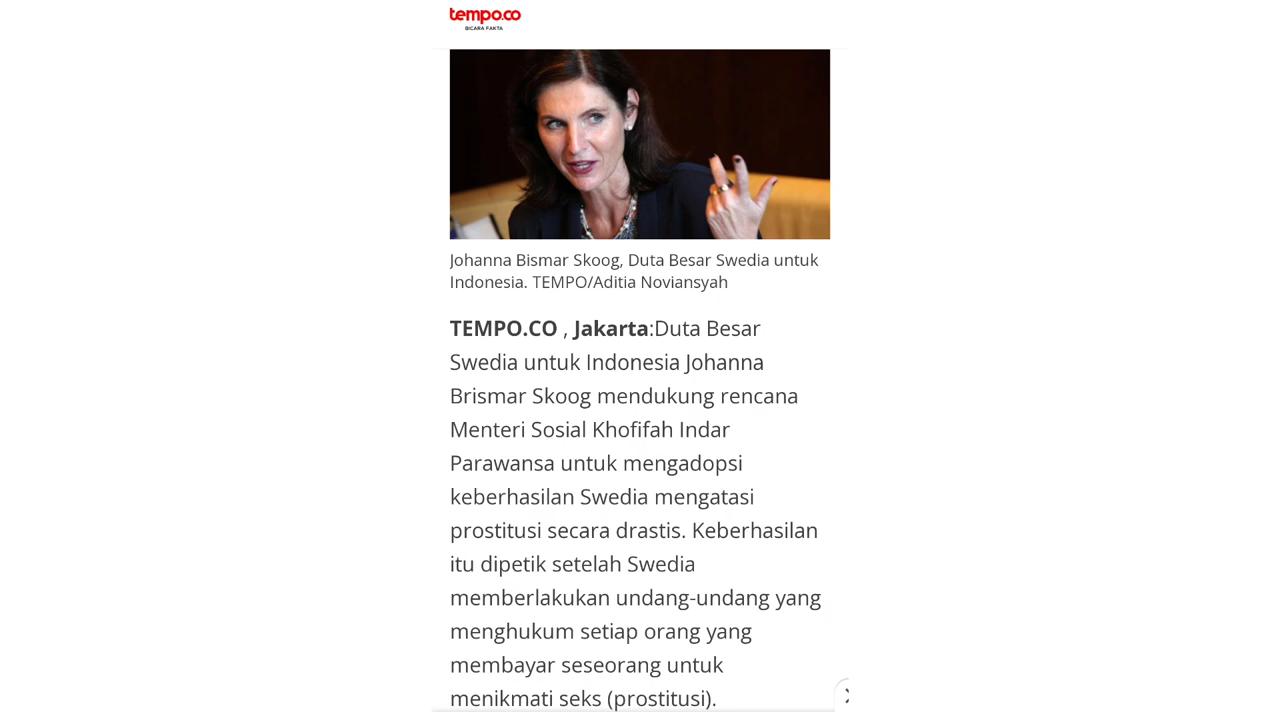 tempo.co
BICARA FAKTA
Johanna Bismar Skoog, Duta Besar Swedia untuk
Indonesia. TEMPO/Aditia Noviansyah
TEMPO.CO , Jakarta:Duta Besar
Swedia untuk Indonesia Johanna
Brismar Skoog mendukung rencana
Menteri Sosial Khofifah Indar
Parawansa untuk mengadopsi
keberhasilan Swedia mengatasi
prostitusi secara drastis. Keberhasilan
itu dipetik setelah Swedia
memberlakukan undang-undang yang
menghukum setiap orang yang
membayar seseorang untuk
menikmati seks (prostitusi).